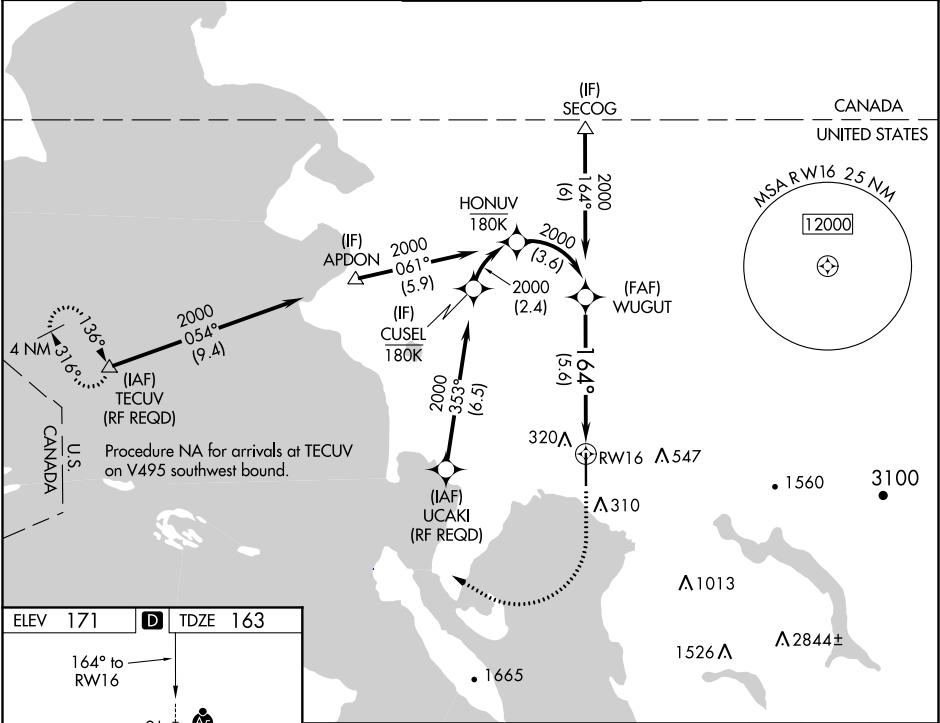 (IF)
SECOG
CANADA
UNITED STATES
MSA RW16 25 NM
12000
2000
164°
(6)
HONUV
180K
2000
(3.6)
(IF)
APDON
2000
061°
(5.9)
2000
(2.4)
(FAF)
WUGUT
(IF)
CUSEL
180K
2000
054°
(9.4)
136°
316°
4 NM
(IAF)
TECUV
(RF REQD)
2000
353°
(6.5)
164°
(5.6)
U.S.
CANADA
Procedure NA for arrivals at TECUV
on V495 southwest bound.
320
RW16
547
(IAF)
UCAKI
(RF REQD)
310
1560
3100
1013
1526
2844±
1665
ELEV 171 D TDZE 163
164° to
RW16